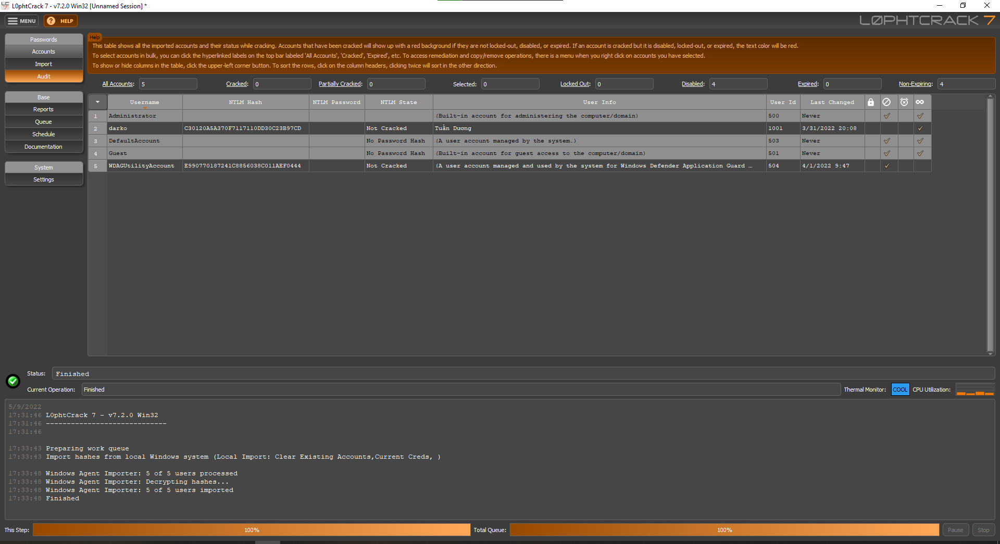 L0phtCrack 7 - v7.2.0 Win32 [Unnamed Session] *
MENU
? HELP
L0PHTCRACK 7
Passwords
Accounts
Import
Audit
Base
Reports
Queue
Schedule
Documentation
System
Settings
Help
This table shows all the imported accounts and their status while cracking. Accounts that have been cracked will show up with a red background if they are not locked-out, disabled, or expired. If an account is cracked but it is disabled, locked-out, or expired, the text color will be red.
To select accounts in bulk, you can click the hyperlinked labels on the top bar labeled 'All Accounts', 'Cracked', 'Expired', etc. To access remediation and copy/remove operations, there is a menu when you right click on accounts you have selected.
To show or hide columns in the table, click the upper-left corner button. To sort the rows, click on the column headers, clicking twice will sort in the other direction.
All Accounts: 5 Cracked: 0 Partially Cracked: 0 Selected: 0 Locked Out: 0 Disabled: 4 Expired: 0 Non-Expiring: 4
Username NTLM Hash NTLM Password NTLM State User Info User Id Last Changed
1 Administrator (Built-in account for administering the computer/domain) 500 Never
2 darko C30120A5A370F7117110DD30C23B97CD Not Cracked Tuấn Dương 1001 3/31/2022 20:08
3 DefaultAccount No Password Hash (A user account managed by the system.) 503 Never
4 Guest No Password Hash (Built-in account for guest access to the computer/domain) 501 Never
5 WDAGUtilityAccount E990770187241C8856038C011AEF0444 Not Cracked (A user account managed and used by the system for Windows Defender Application Guard … 504 4/1/2022 9:47
Status: Finished
Current Operation: Finished
Thermal Monitor: COOL CPU Utilization:
5/9/2022
17:31:46 L0phtCrack 7 - v7.2.0 Win32
17:31:46 -----------------------------
17:31:46
17:33:43 Preparing work queue
17:33:43 Import hashes from local Windows system (Local Import: Clear Existing Accounts,Current Creds, )
17:33:48 Windows Agent Importer: 5 of 5 users processed
17:33:48 Windows Agent Importer: Decrypting hashes...
17:33:48 Windows Agent Importer: 5 of 5 users imported
17:33:48 Finished
This Step: 100% Total Queue: 100% Pause Stop